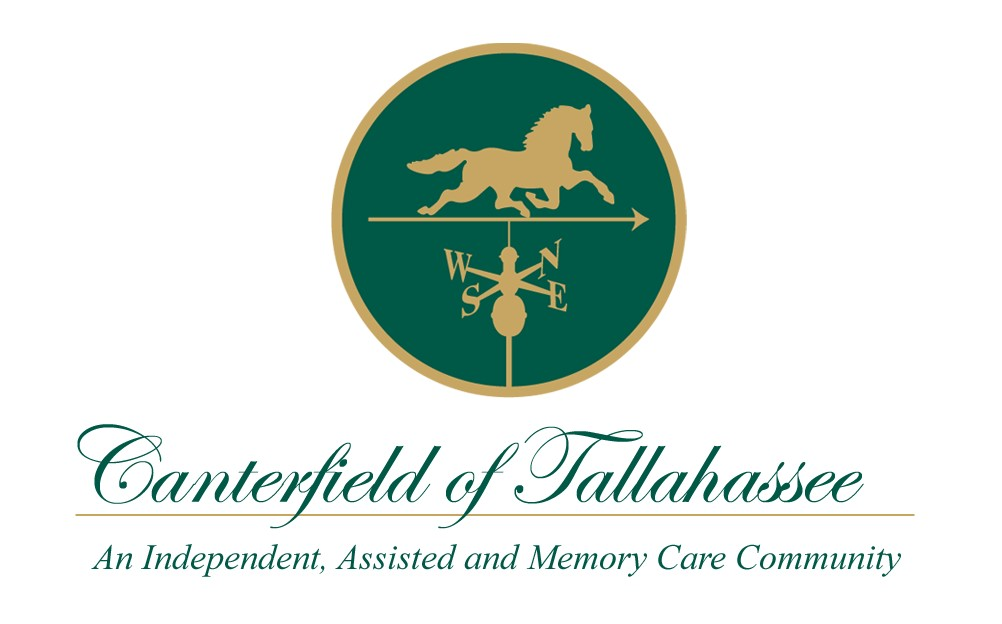 W N
S E
Canterfield of Tallahassee
An Independent, Assisted and Memory Care Community